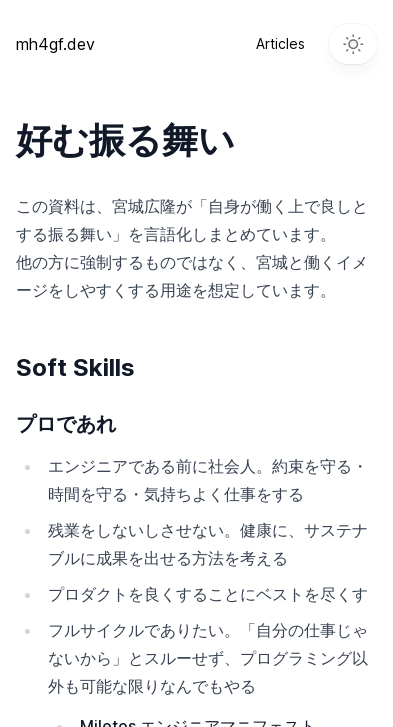 mh4gf.dev
Articles
好む振る舞い
この資料は、宮城広隆が「自身が働く上で良しと
する振る舞い」を言語化しまとめています。
他の方に強制するものではなく、宮城と働くイメ
ージをしやすくする用途を想定しています。
Soft Skills
プロであれ
エンジニアである前に社会人。約束を守る・
時間を守る・気持ちよく仕事をする
残業をしないしさせない。健康に、サステナ
ブルに成果を出せる方法を考える
プロダクトを良くすることにベストを尽くす
フルサイクルでありたい。「自分の仕事じゃ
ないから」とスルーせず、プログラミング以
外も可能な限りなんでもやる
Miletos エンジニアマニフェスト